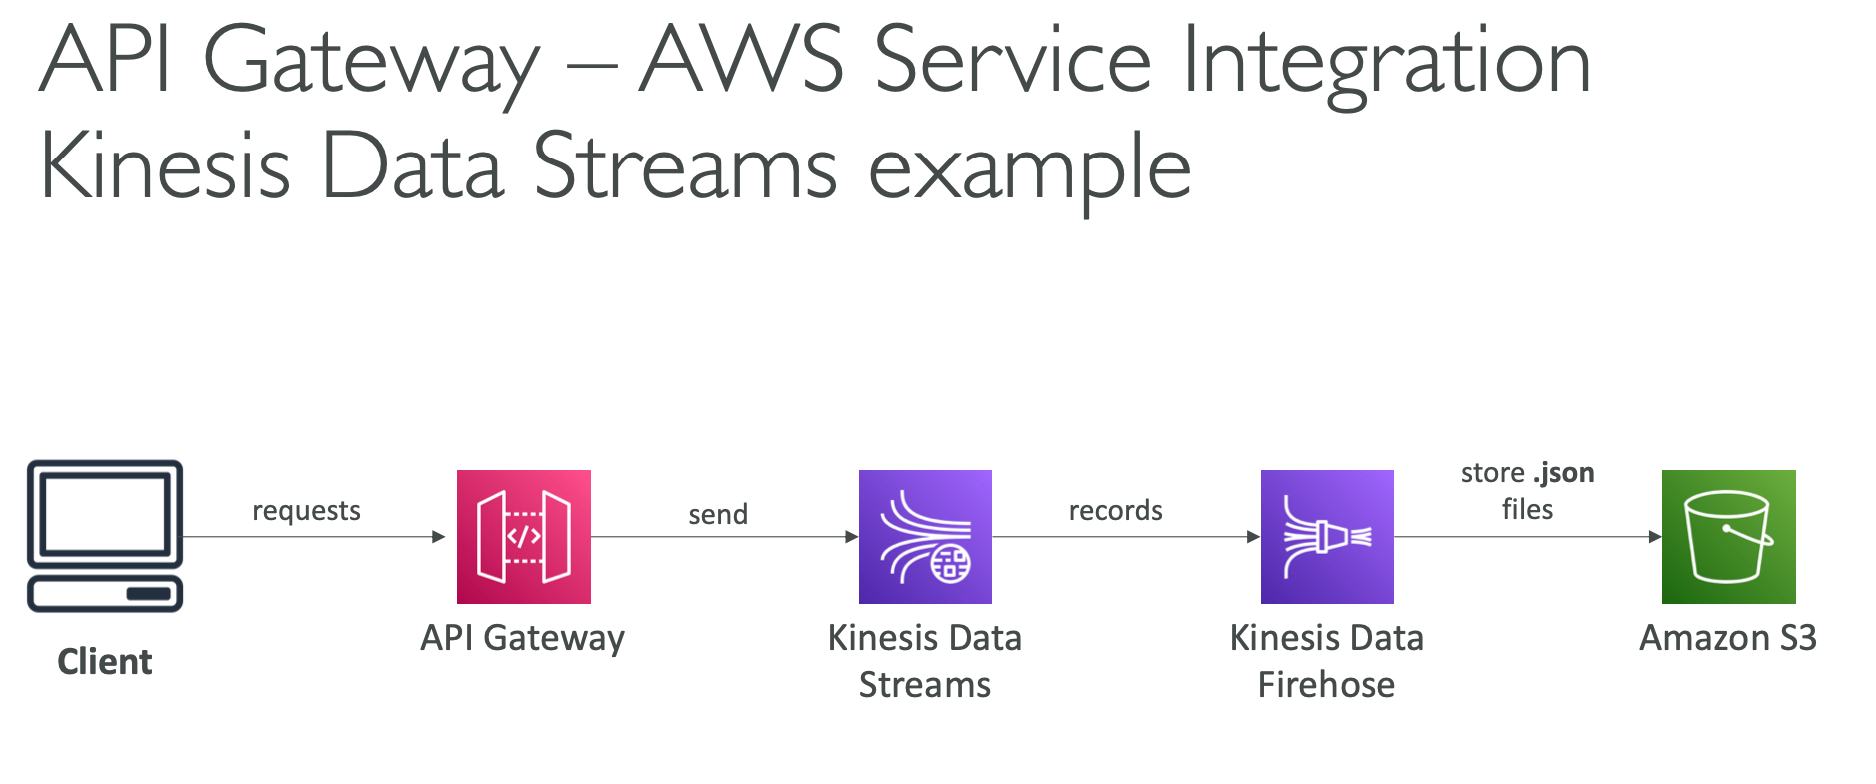 API Gateway – AWS Service Integration
Kinesis Data Streams example
requests
send
records
store .json
files
</>
Client
API Gateway
Kinesis Data
Streams
Kinesis Data
Firehose
Amazon S3